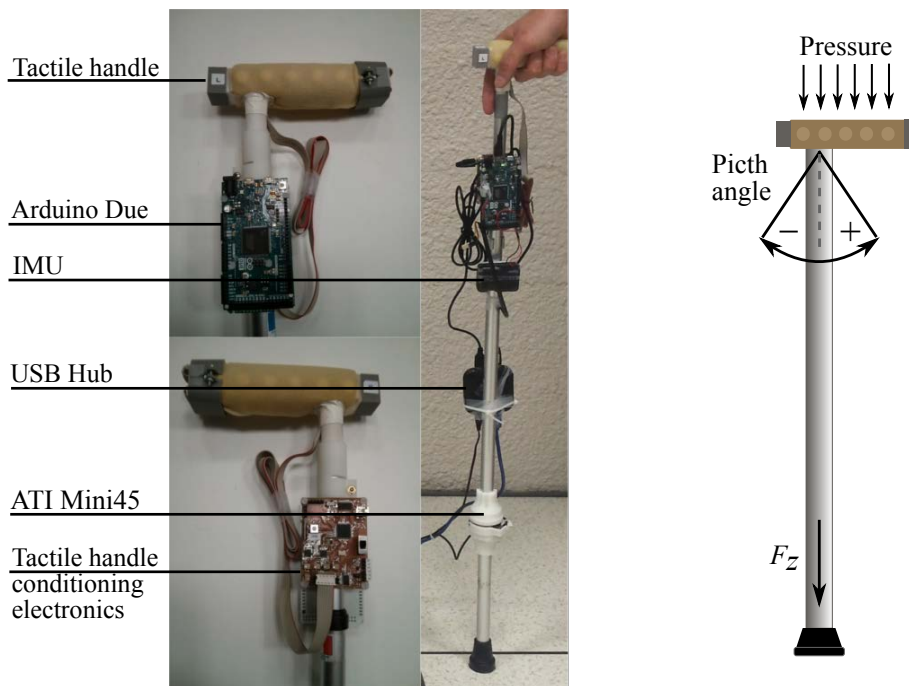 Tactile handle
Arduino Due
IMU
USB Hub
ATI Mini45
Tactile handle
conditioning
electronics
L
L
Pressure
Picth
angle
− +
F_Z